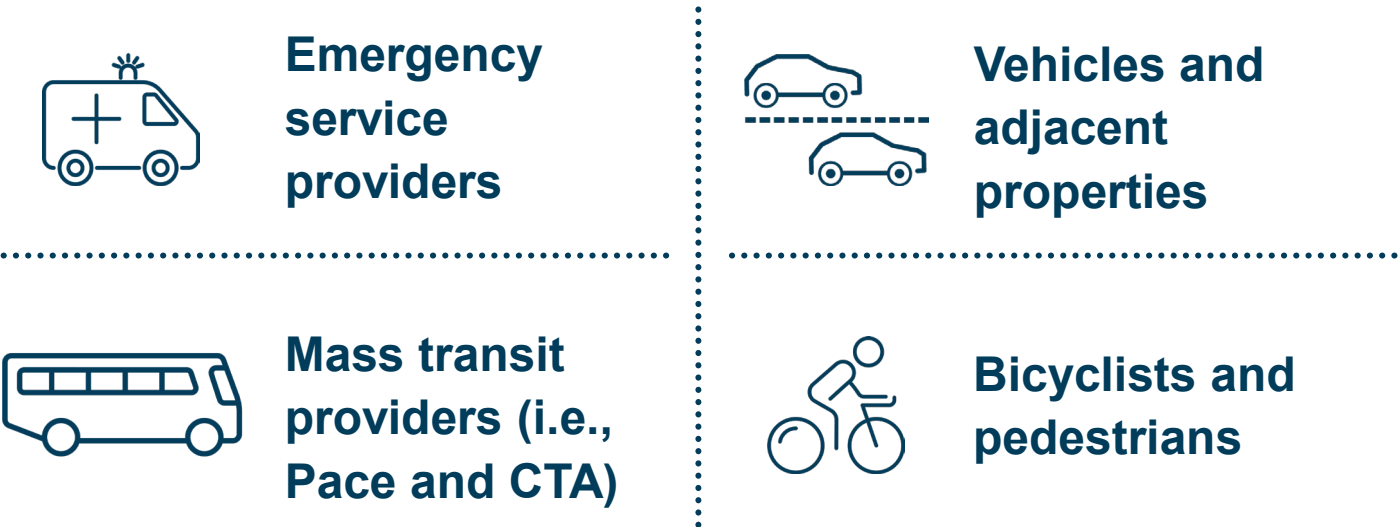 Emergency
service
providers
Vehicles and
adjacent
properties
Mass transit
providers (i.e.,
Pace and CTA)
Bicyclists and
pedestrians